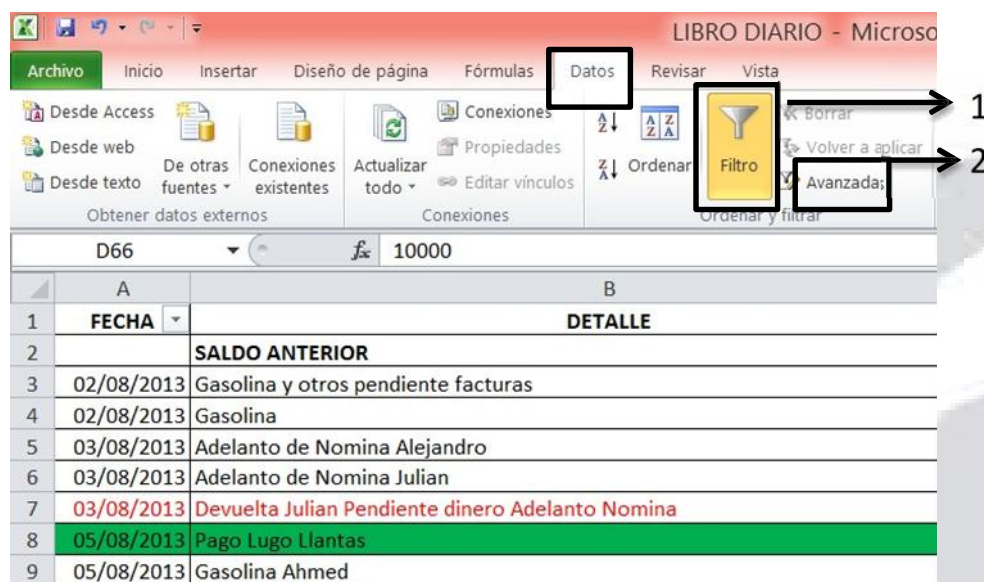 LIBRO DIARIO - Microso
Archivo Inicio Insertar Diseño de página Fórmulas Datos Revisar Vista
Desde Access
Desde web
Desde texto
De otras fuentes
Conexiones existentes
Actualizar todo
Conexiones
Propiedades
Editar vínculos
Ordenar
Filtro
Borrar
Volver a aplicar
Avanzadas
1
2
Obtener datos externos Conexiones Ordenar y filtrar
D66 fx 10000
A B
1 FECHA DETALLE
2 SALDO ANTERIOR
3 02/08/2013 Gasolina y otros pendiente facturas
4 02/08/2013 Gasolina
5 03/08/2013 Adelanto de Nomina Alejandro
6 03/08/2013 Adelanto de Nomina Julian
7 03/08/2013 Devuelta Julian Pendiente dinero Adelanto Nomina
8 05/08/2013 Pago Lugo Llantas
9 05/08/2013 Gasolina Ahmed